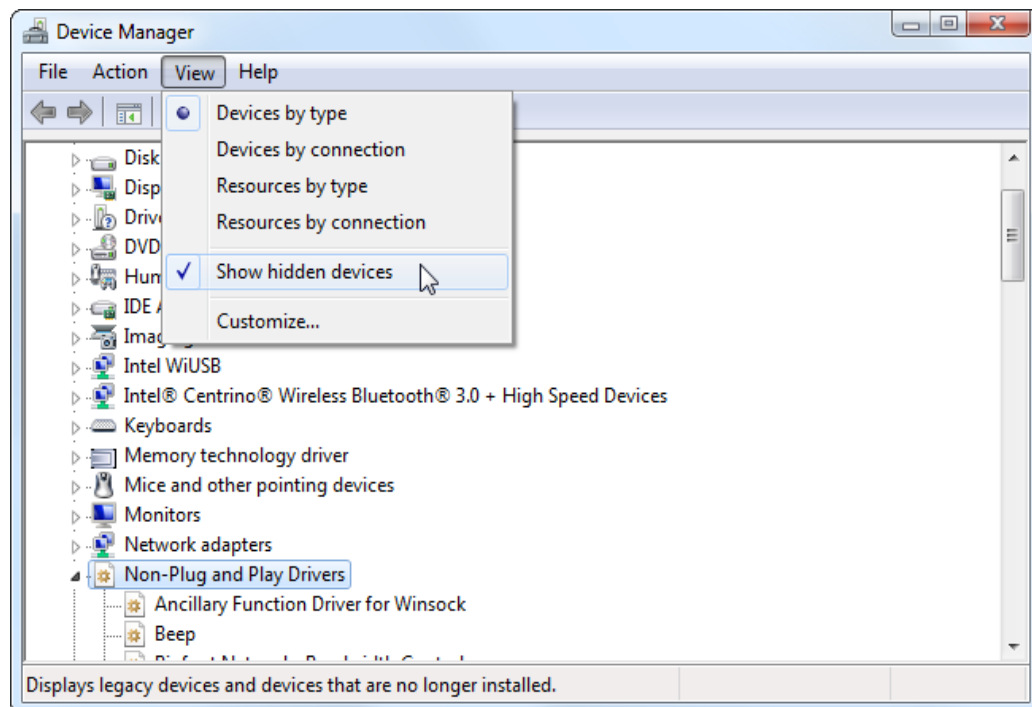 Device Manager
File Action View Help
Devices by type
Devices by connection
Resources by type
Resources by connection
Show hidden devices
Customize...
Disk
Disp
Driv
DVD
Hum
IDE
Intel WiUSB
Intel® Centrino® Wireless Bluetooth® 3.0 + High Speed Devices
Keyboards
Memory technology driver
Mice and other pointing devices
Monitors
Network adapters
Non-Plug and Play Drivers
Ancillary Function Driver for Winsock
Beep
Displays legacy devices and devices that are no longer installed.